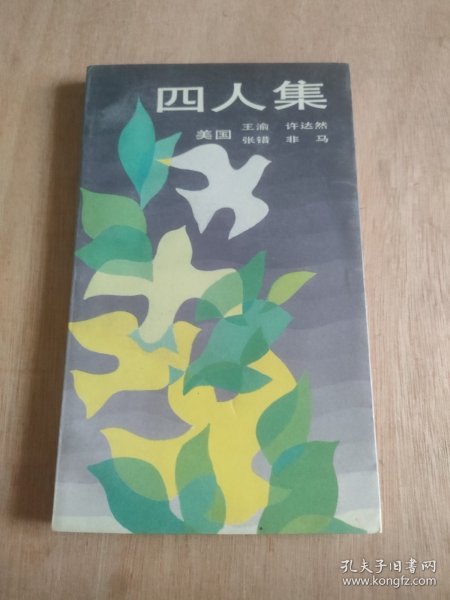 四人集
美国 王渝 许达然
张错 非马
孔夫子旧书网
www.kongfz.com